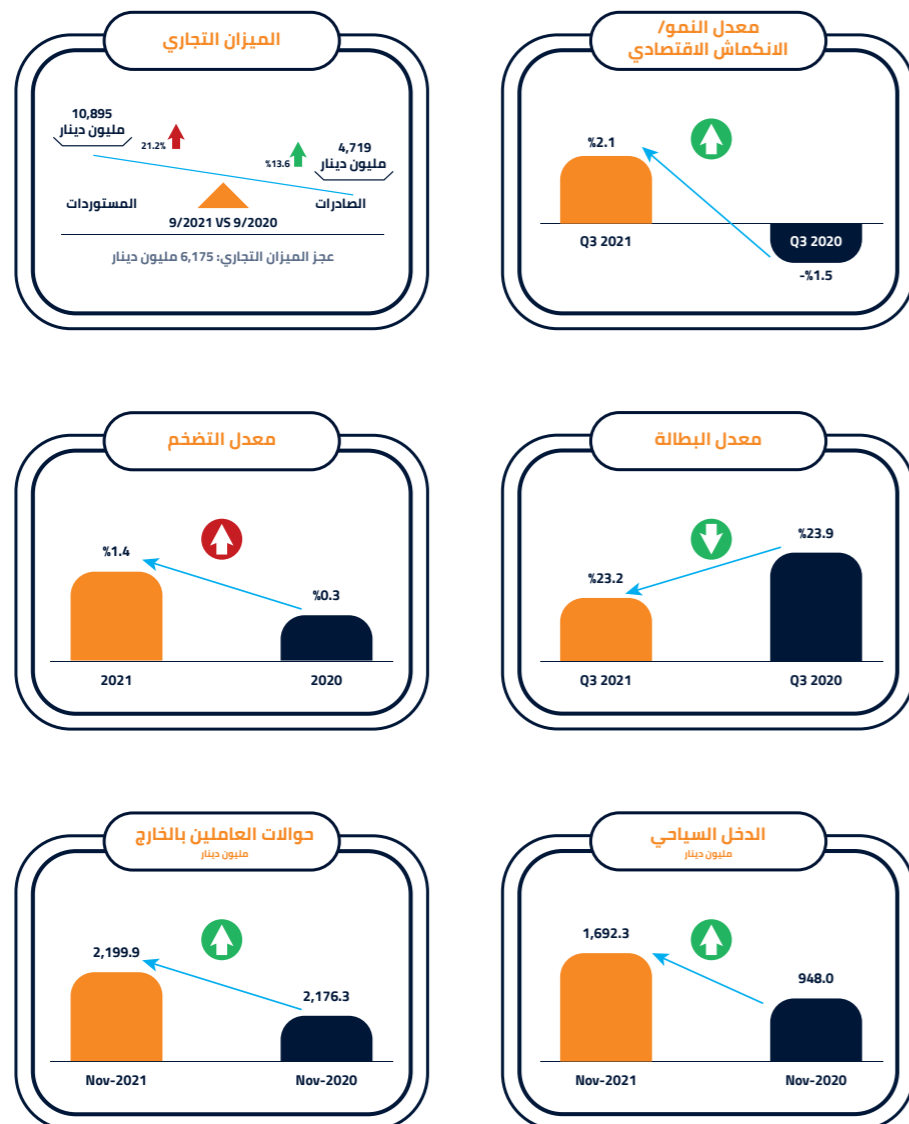 معدل النمو/
الانكماش الاقتصادي
%2.1
Q3 2021
Q3 2020
-%1.5
الميزان التجاري
10,895
مليون دينار
21.2%
%13.6
4,719
مليون دينار
الصادرات
المستوردات
9/2021 VS 9/2020
عجز الميزان التجاري: 6,175 مليون دينار
معدل البطالة
%23.9
%23.2
Q3 2021
Q3 2020
معدل التضخم
%1.4
%0.3
2021
2020
الدخل السياحي
مليون دينار
1,692.3
948.0
Nov-2021
Nov-2020
حوالات العاملين بالخارج
مليون دينار
2,199.9
2,176.3
Nov-2021
Nov-2020